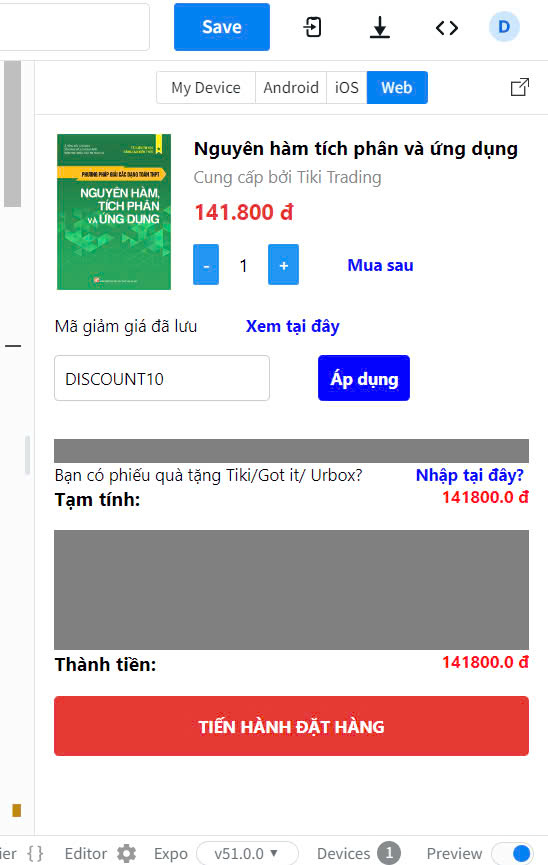 Save
D
My Device Android iOS Web
PHƯƠNG PHÁP GIẢI CÁC DẠNG TOÁN THPT
NGUYÊN HÀM,
TÍCH PHÂN
VÀ ỨNG DỤNG
Nguyên hàm tích phân và ứng dụng
Cung cấp bởi Tiki Trading
141.800 đ
- 1 + Mua sau
Mã giảm giá đã lưu Xem tại đây
DISCOUNT10 Áp dụng
Bạn có phiếu quà tặng Tiki/Got it/ Urbox? Nhập tại đây?
Tạm tính: 141800.0 đ
Thành tiền: 141800.0 đ
TIẾN HÀNH ĐẶT HÀNG
ier {} Editor Expo v51.0.0 Devices 1 Preview